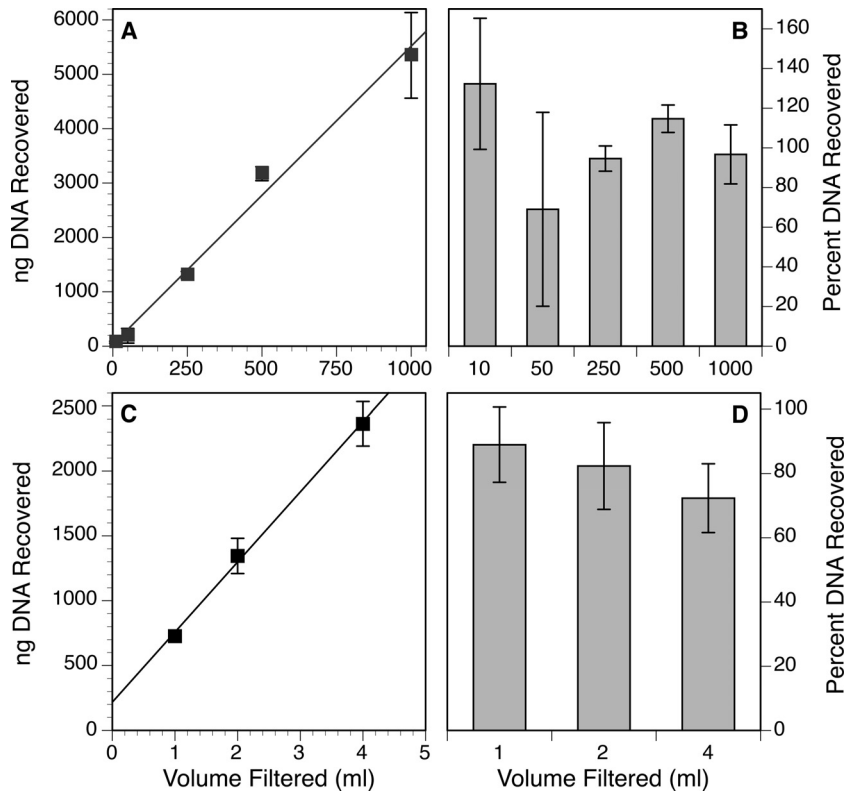 A
B
6000
5000
4000
3000
2000
1000
0
ng DNA Recovered
0 250 500 750 1000
160
140
120
100
80
60
40
20
0
Percent DNA Recovered
10 50 250 500 1000
C
D
2500
2000
1500
1000
500
0
ng DNA Recovered
0 1 2 3 4 5
Volume Filtered (ml)
100
80
60
40
20
0
Percent DNA Recovered
1 2 4
Volume Filtered (ml)